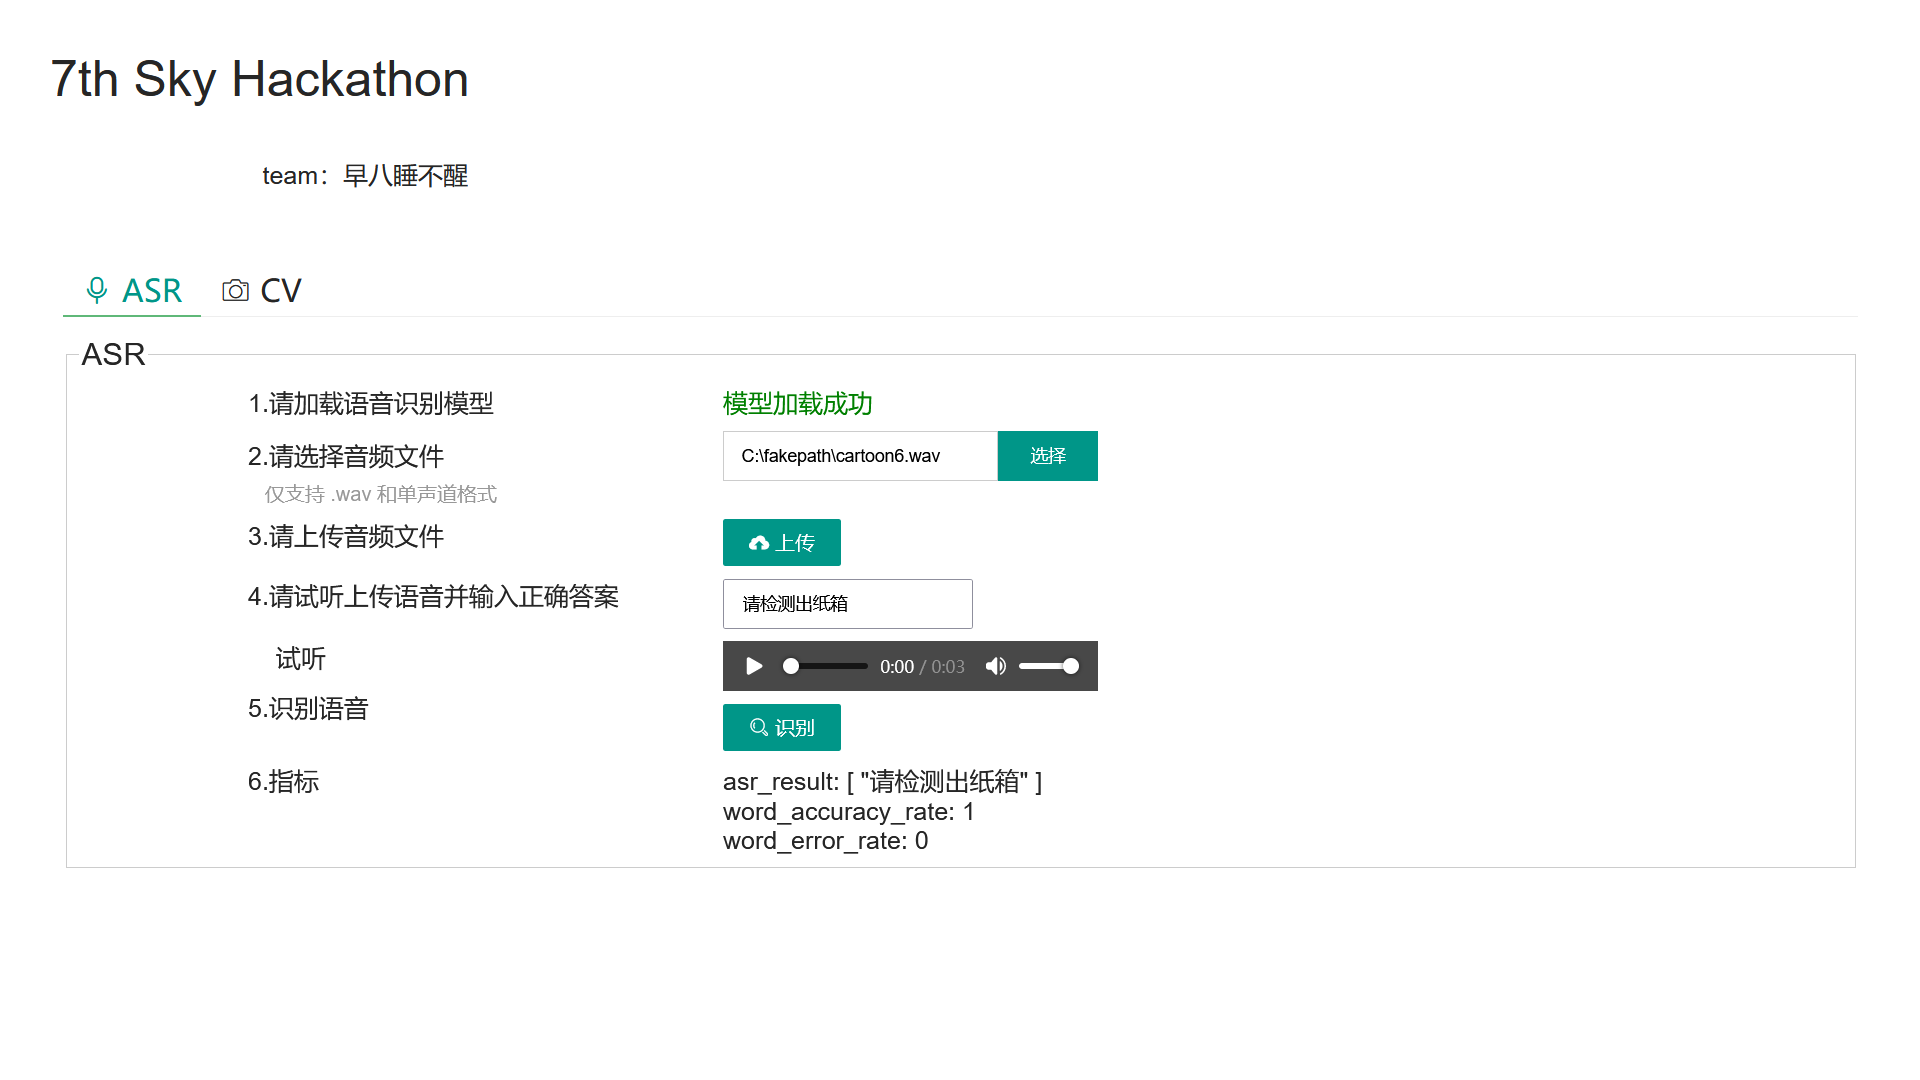 7th Sky Hackathon
team：早八睡不醒
ASR CV
ASR
1.请加载语音识别模型 模型加载成功
2.请选择音频文件 C:\fakepath\cartoon6.wav 选择
仅支持 .wav 和单声道格式
3.请上传音频文件 上传
4.请试听上传语音并输入正确答案 请检测出纸箱
试听 0:00 / 0:03
5.识别语音 识别
6.指标 asr_result: [ "请检测出纸箱" ]
word_accuracy_rate: 1
word_error_rate: 0